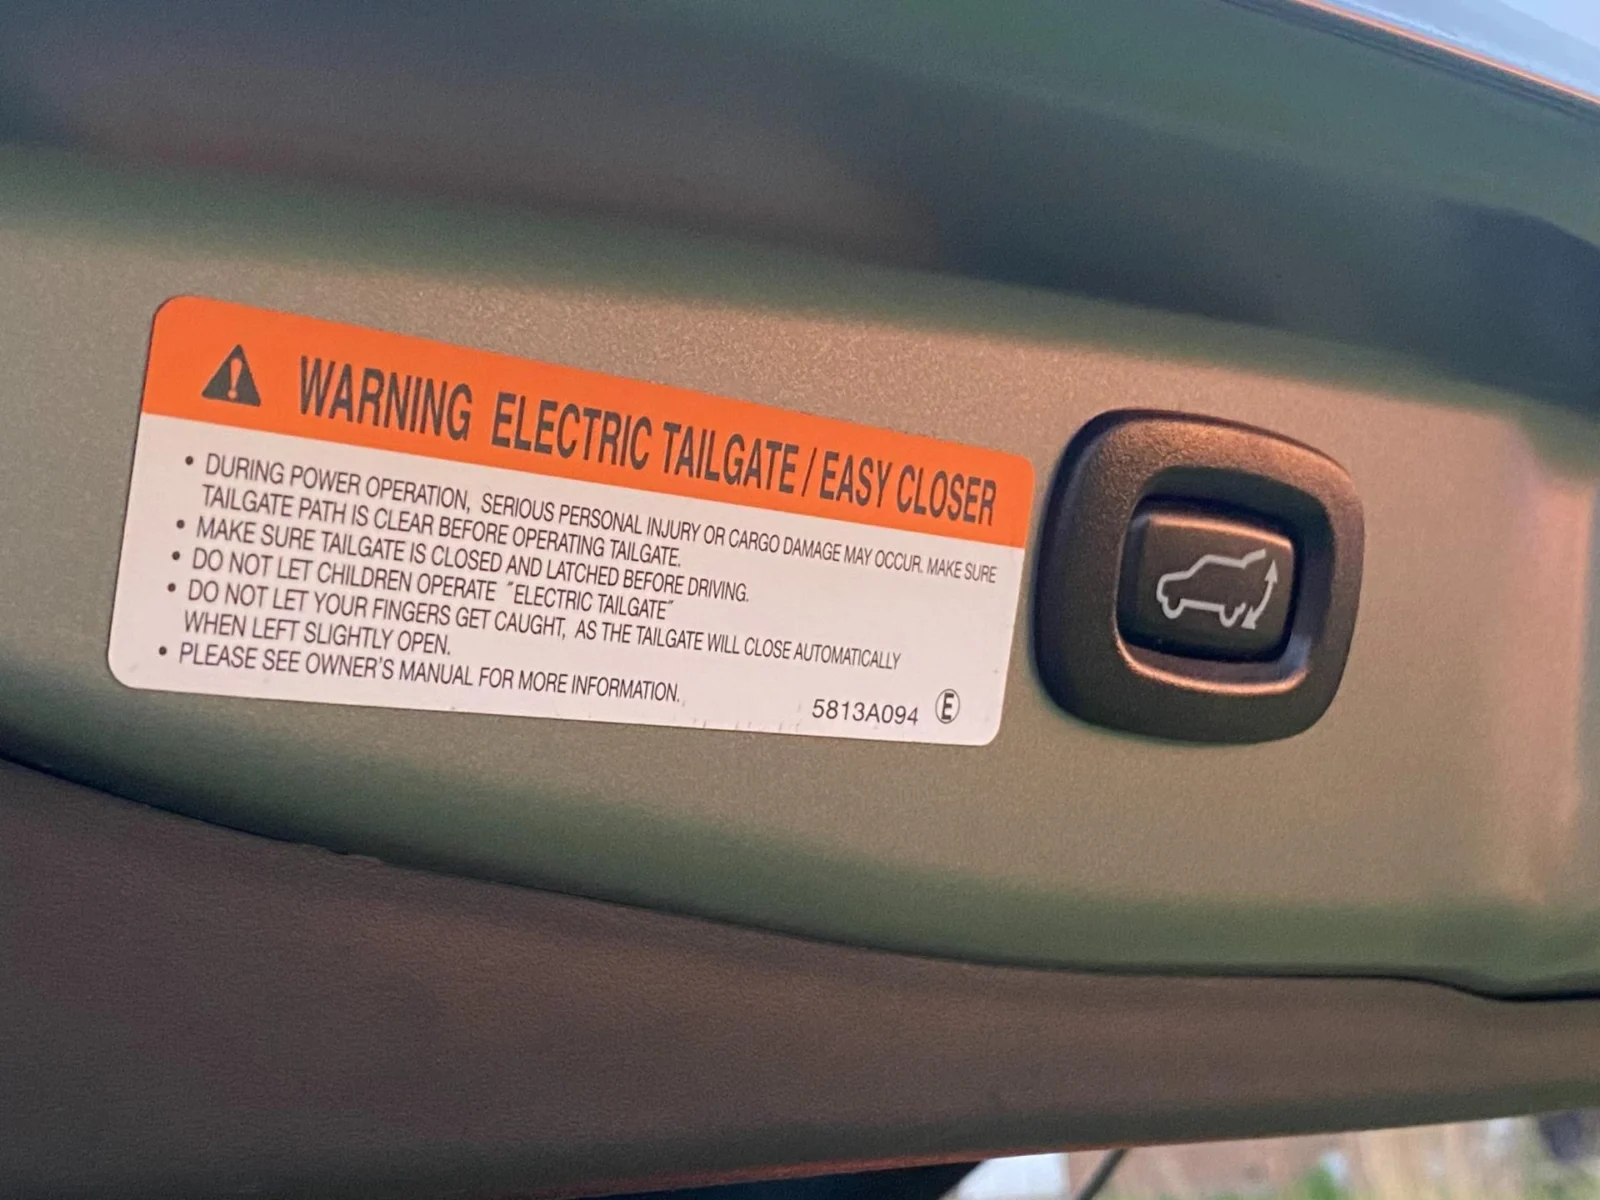 WARNING ELECTRIC TAILGATE / EASY CLOSER
• DURING POWER OPERATION, SERIOUS PERSONAL INJURY OR CARGO DAMAGE MAY OCCUR. MAKE SURE
TAILGATE PATH IS CLEAR BEFORE OPERATING TAILGATE.
• MAKE SURE TAILGATE IS CLOSED AND LATCHED BEFORE DRIVING.
• DO NOT LET CHILDREN OPERATE "ELECTRIC TAILGATE"
• DO NOT LET YOUR FINGERS GET CAUGHT, AS THE TAILGATE WILL CLOSE AUTOMATICALLY
WHEN LEFT SLIGHTLY OPEN.
• PLEASE SEE OWNER'S MANUAL FOR MORE INFORMATION.
5813A094 Ⓔ